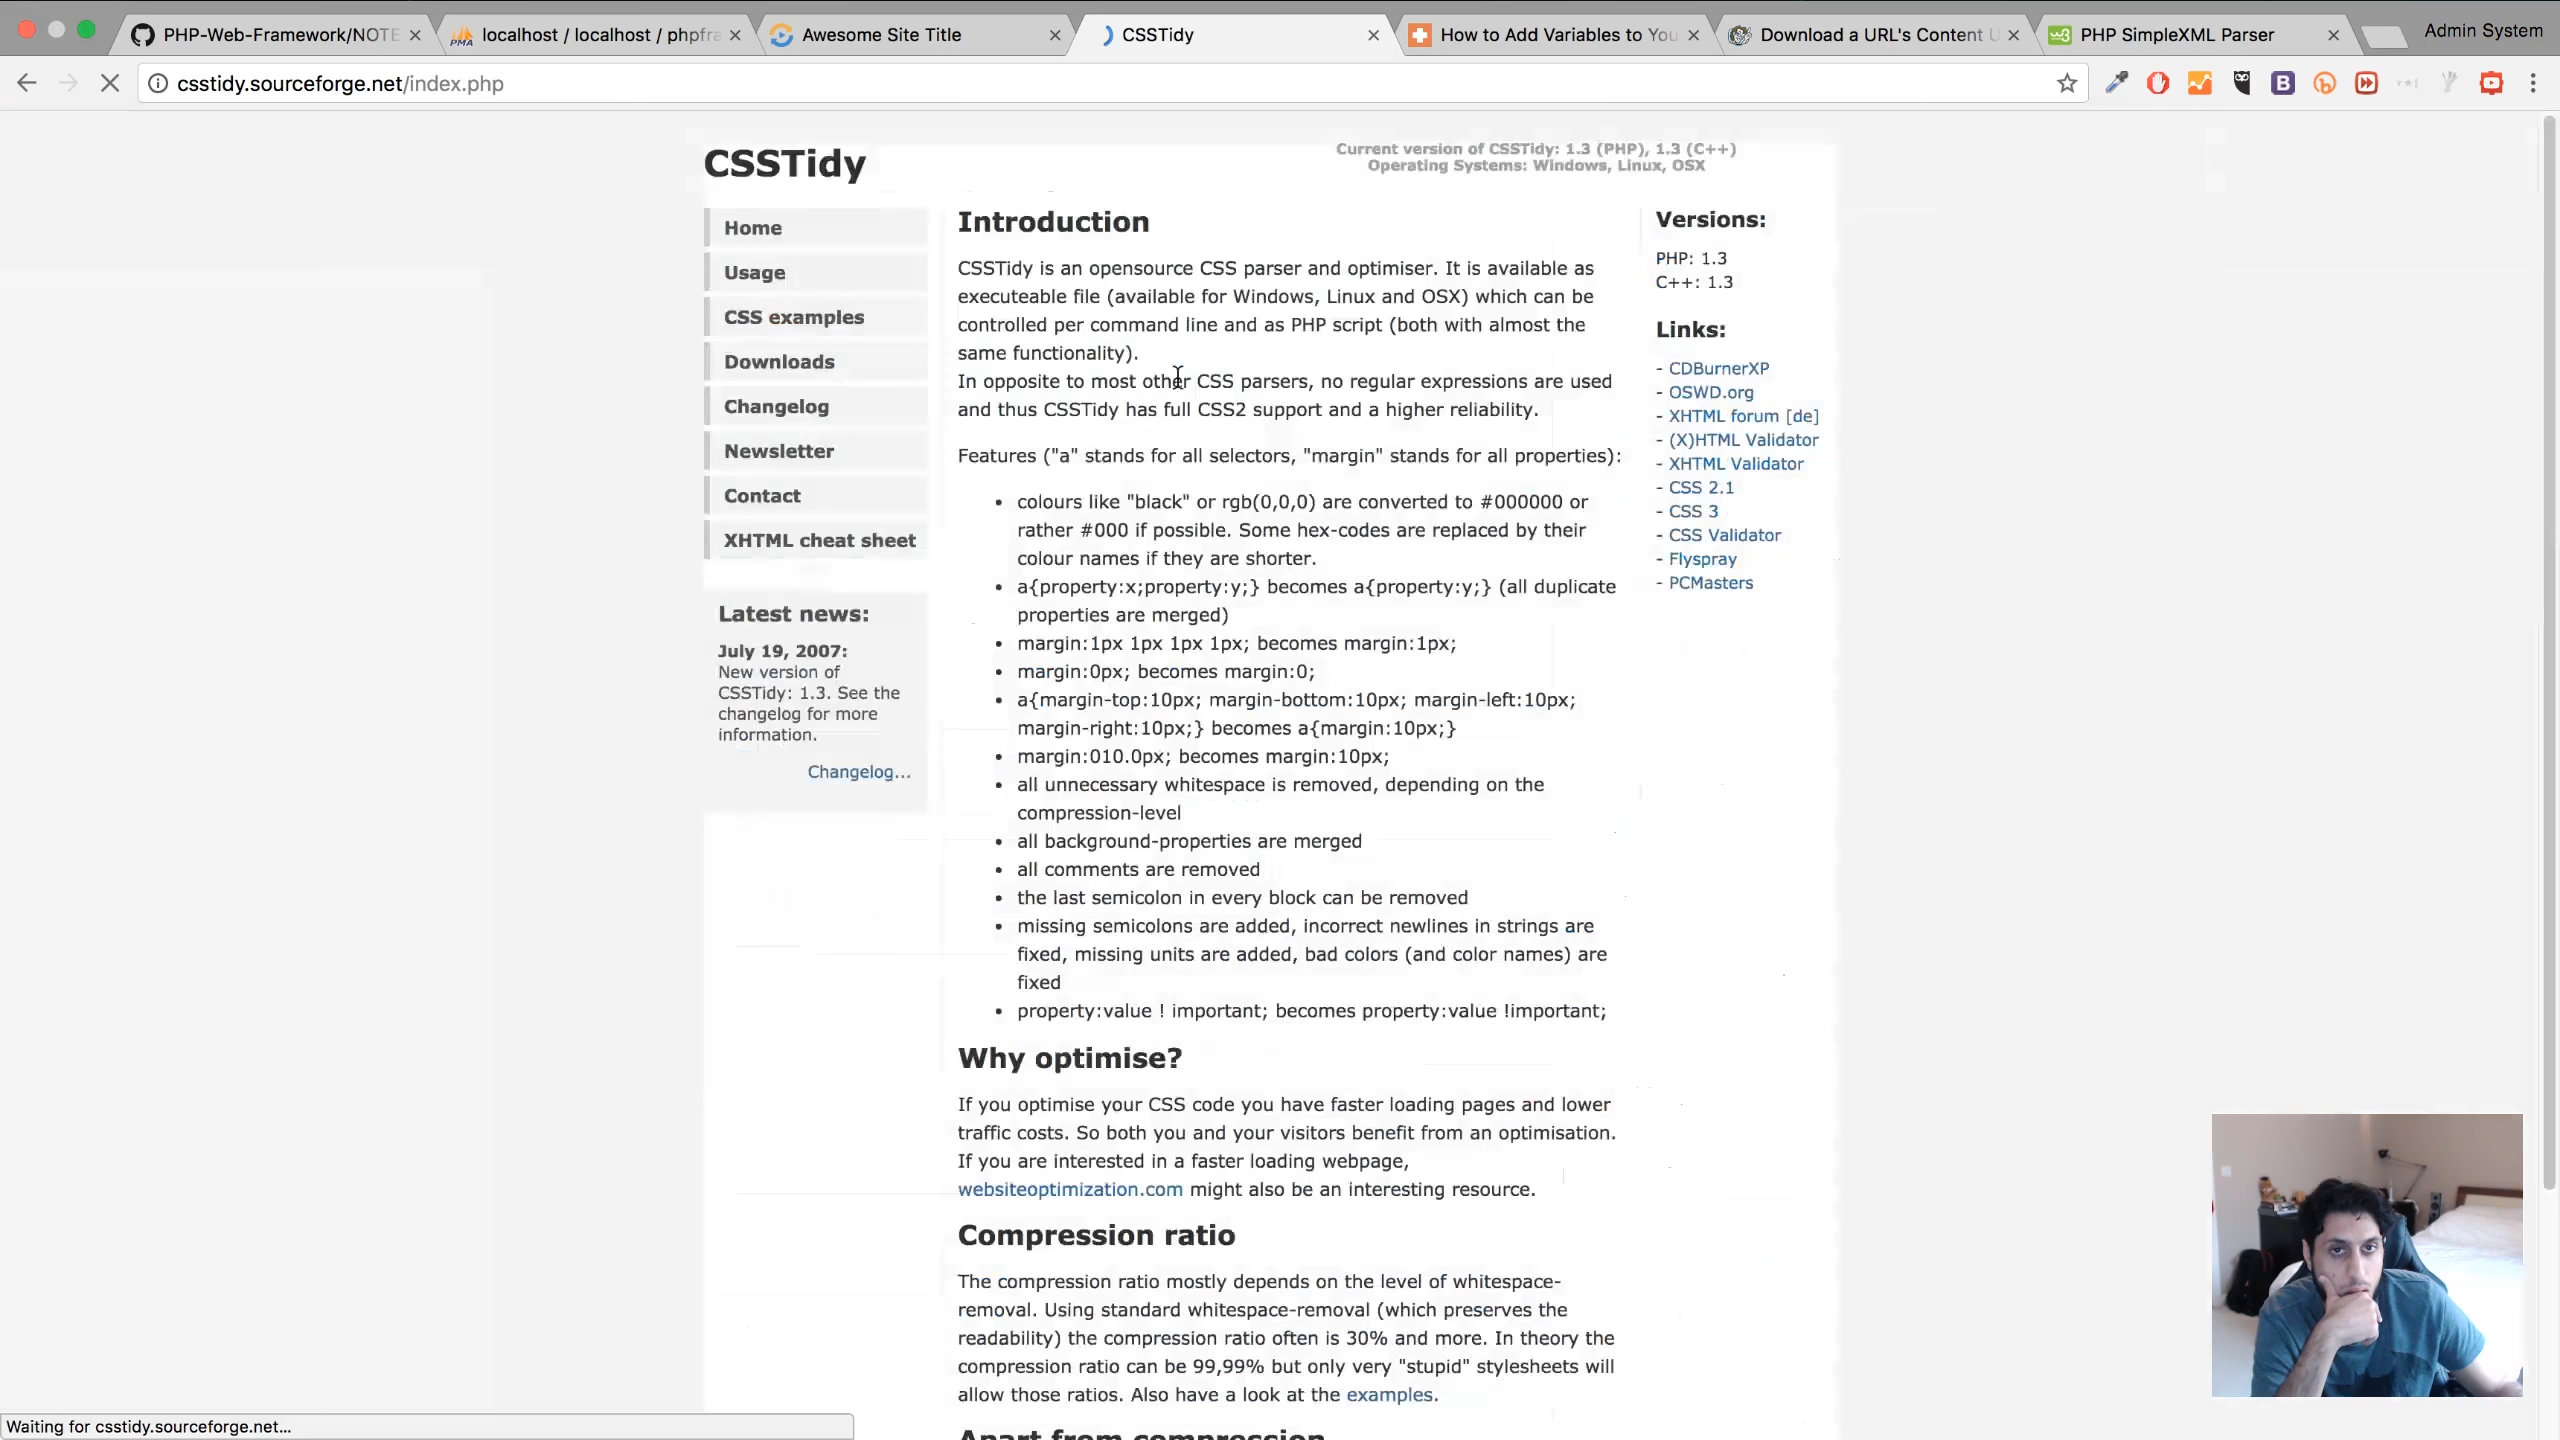 PHP-Web-Framework/NOTE
localhost / localhost / phpfra
Awesome Site Title
CSSTidy
How to Add Variables to You
Download a URL's Content U
PHP SimpleXML Parser
Admin System
csstidy.sourceforge.net/index.php
CSSTidy
Current version of CSSTidy: 1.3 (PHP), 1.3 (C++)
Operating Systems: Windows, Linux, OSX
Home
Usage
CSS examples
Downloads
Changelog
Newsletter
Contact
XHTML cheat sheet
Latest news:
July 19, 2007:
New version of
CSSTidy: 1.3. See the
changelog for more
information.
Changelog...
Introduction
CSSTidy is an opensource CSS parser and optimiser. It is available as
executeable file (available for Windows, Linux and OSX) which can be
controlled per command line and as PHP script (both with almost the
same functionality).
In opposite to most other CSS parsers, no regular expressions are used
and thus CSSTidy has full CSS2 support and a higher reliability.
Features ("a" stands for all selectors, "margin" stands for all properties):
• colours like "black" or rgb(0,0,0) are converted to #000000 or
rather #000 if possible. Some hex-codes are replaced by their
colour names if they are shorter.
• a{property:x;property:y;} becomes a{property:y;} (all duplicate
properties are merged)
• margin:1px 1px 1px 1px; becomes margin:1px;
• margin:0px; becomes margin:0;
• a{margin-top:10px; margin-bottom:10px; margin-left:10px;
margin-right:10px;} becomes a{margin:10px;}
• margin:010.0px; becomes margin:10px;
• all unnecessary whitespace is removed, depending on the
compression-level
• all background-properties are merged
• all comments are removed
• the last semicolon in every block can be removed
• missing semicolons are added, incorrect newlines in strings are
fixed, missing units are added, bad colors (and color names) are
fixed
• property:value ! important; becomes property:value !important;
Why optimise?
If you optimise your CSS code you have faster loading pages and lower
traffic costs. So both you and your visitors benefit from an optimisation.
If you are interested in a faster loading webpage,
websiteoptimization.com might also be an interesting resource.
Compression ratio
The compression ratio mostly depends on the level of whitespace-
removal. Using standard whitespace-removal (which preserves the
readability) the compression ratio often is 30% and more. In theory the
compression ratio can be 99,99% but only very "stupid" stylesheets will
allow those ratios. Also have a look at the examples.
Apart from compression
Versions:
PHP: 1.3
C++: 1.3
Links:
- CDBurnerXP
- OSWD.org
- XHTML forum [de]
- (X)HTML Validator
- XHTML Validator
- CSS 2.1
- CSS 3
- CSS Validator
- Flyspray
- PCMasters
Waiting for csstidy.sourceforge.net...